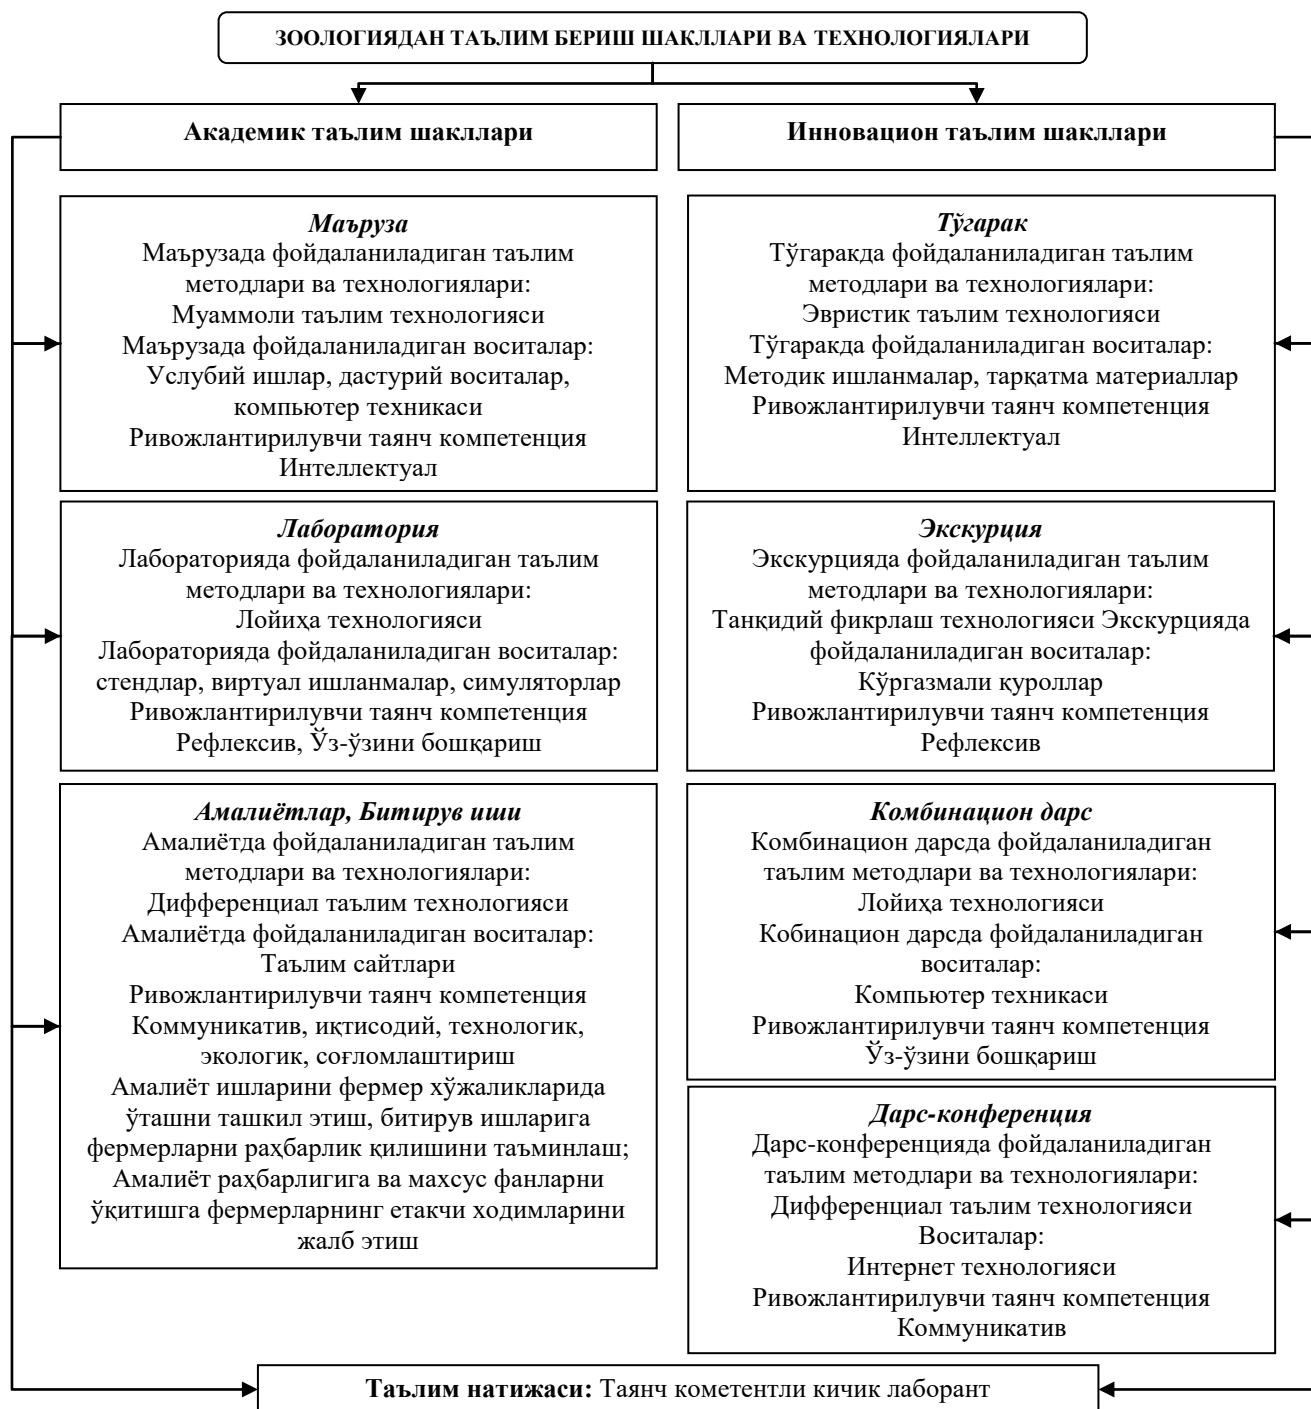 ЗООЛОГИЯДАН ТАЪЛИМ БЕРИШ ШАКЛЛАРИ ВА ТЕХНОЛОГИЯЛАРИ
Академик таълим шакллари
Инновацион таълим шакллари
Маъруза
Маърузада фойдаланиладиган таълим
методлари ва технологиялари:
Муаммоли таълим технологияси
Маърузада фойдаланиладиган воситалар:
Услубий ишлар, дастурий воситалар,
компьютер техникаси
Ривожлантирилувчи таянч компетенция
Интеллектуал
Лаборатория
Лабораторияда фойдаланиладиган таълим
методлари ва технологиялари:
Лойиҳа технологияси
Лабораторияда фойдаланиладиган воситалар:
стендлар, виртуал ишланмалар, симуляторлар
Ривожлантирилувчи таянч компетенция
Рефлексив, Ўз-ўзини бошқариш
Амалиётлар, Битирув иши
Амалиётда фойдаланиладиган таълим
методлари ва технологиялари:
Дифференциал таълим технологияси
Амалиётда фойдаланиладиган воситалар:
Таълим сайтлари
Ривожлантирилувчи таянч компетенция
Коммуникатив, иқтисодий, технологик,
экологик, соғломлаштириш
Амалиёт ишларини фермер хўжаликларида
ўташни ташкил этиш, битирув ишларига
фермерларни раҳбарлик қилишини таъминлаш;
Амалиёт раҳбарлигига ва махсус фанларни
ўқитишга фермерларнинг етакчи ходимларини
жалб этиш
Тўгарак
Тўгаракда фойдаланиладиган таълим
методлари ва технологиялари:
Эвристик таълим технологияси
Тўгаракда фойдаланиладиган воситалар:
Методик ишланмалар, тарқатма материаллар
Ривожлантирилувчи таянч компетенция
Интеллектуал
Экскурция
Экскурцияда фойдаланиладиган таълим
методлари ва технологиялари:
Танқидий фикрлаш технологияси Экскурцияда
фойдаланиладиган воситалар:
Кўргазмали қуроллар
Ривожлантирилувчи таянч компетенция
Рефлексив
Комбинацион дарс
Комбинацион дарсда фойдаланиладиган
таълим методлари ва технологиялари:
Лойиҳа технологияси
Кобинацион дарсда фойдаланиладиган
воситалар:
Компьютер техникаси
Ривожлантирилувчи таянч компетенция
Ўз-ўзини бошқариш
Дарс-конференция
Дарс-конференцияда фойдаланиладиган
таълим методлари ва технологиялари:
Дифференциал таълим технологияси
Воситалар:
Интернет технологияси
Ривожлантирилувчи таянч компетенция
Коммуникатив
Таълим натижаси: Таянч кометентли кичик лаборант